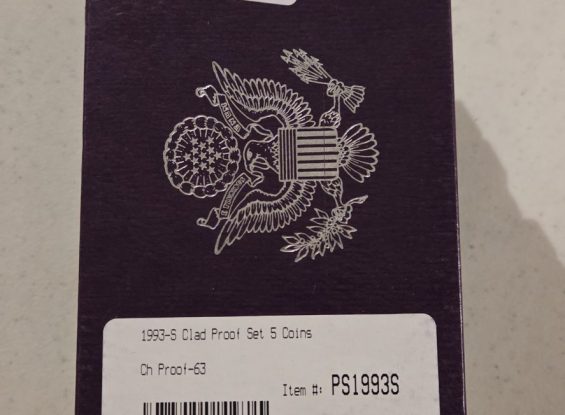 1993-S Clad Proof Set 5 Coins
Ch Proof-63
Item #: PS1993S